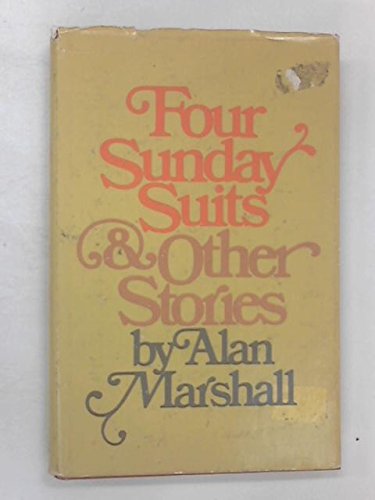 Four
Sunday
Suits
& Other
Stories
by Alan
Marshall